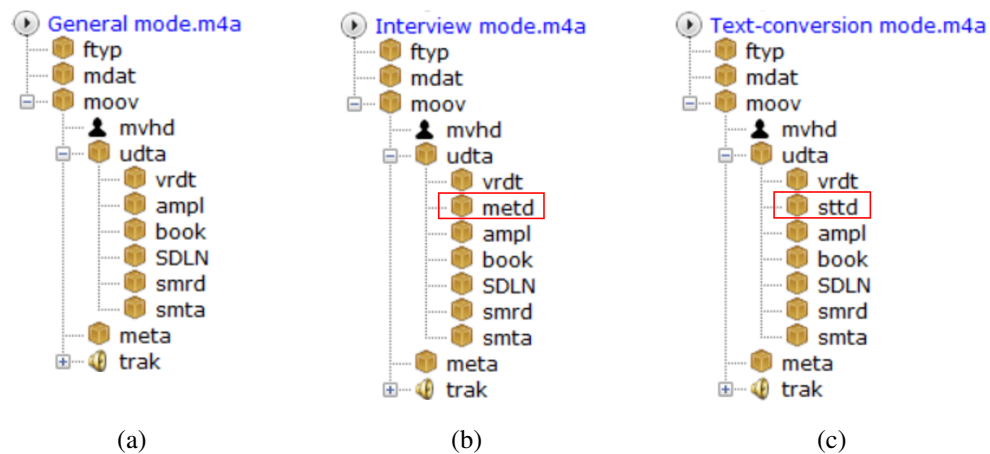 General mode.m4a
ftyp
mdat
moov
mvhd
udta
vrdt
ampl
book
SDLN
smrd
smta
meta
trak
(a)
Interview mode.m4a
ftyp
mdat
moov
mvhd
udta
vrdt
metd
ampl
book
SDLN
smrd
smta
meta
trak
(b)
Text-conversion mode.m4a
ftyp
mdat
moov
mvhd
udta
vrdt
sttd
ampl
book
SDLN
smrd
smta
meta
trak
(c)